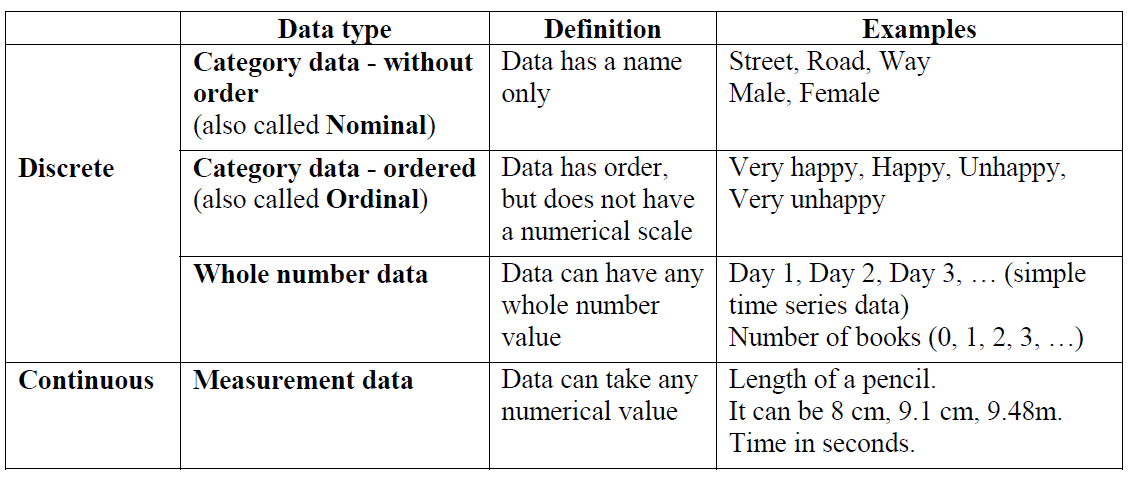 Data type Definition Examples
Discrete
Category data - without
order
(also called Nominal)
Data has a name
only
Street, Road, Way
Male, Female
Category data - ordered
(also called Ordinal)
Data has order,
but does not have
a numerical scale
Very happy, Happy, Unhappy,
Very unhappy
Whole number data
Data can have any
whole number
value
Day 1, Day 2, Day 3, … (simple
time series data)
Number of books (0, 1, 2, 3, …)
Continuous
Measurement data
Data can take any
numerical value
Length of a pencil.
It can be 8 cm, 9.1 cm, 9.48m.
Time in seconds.